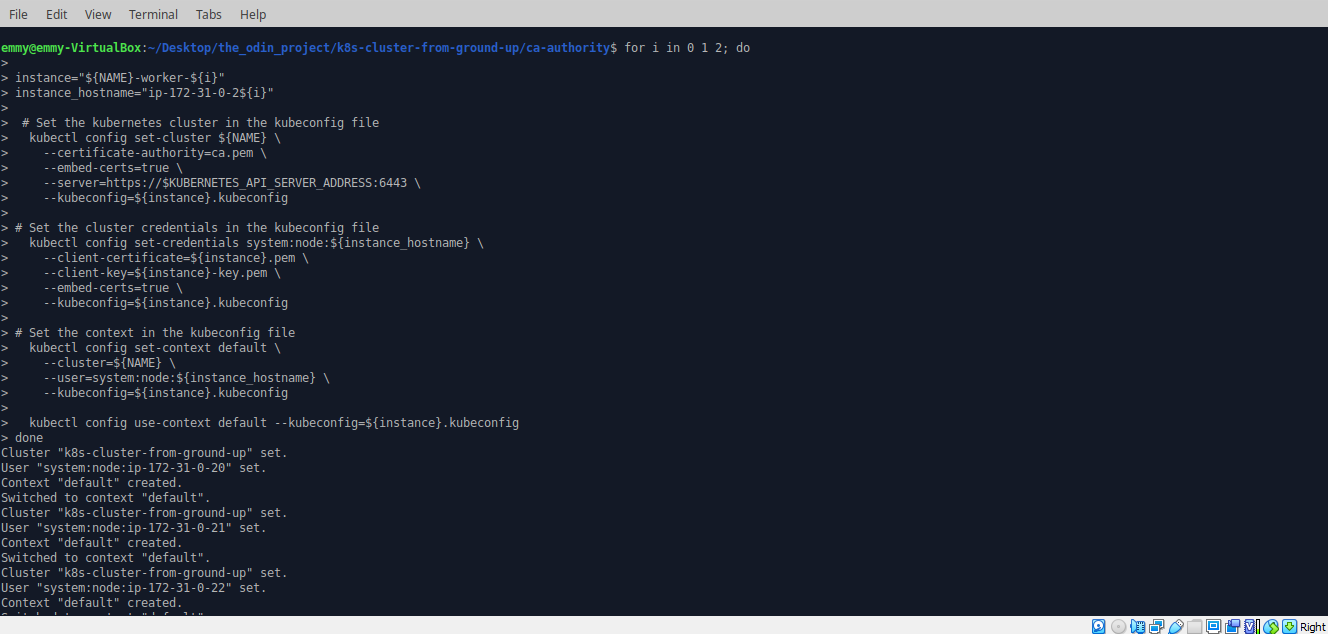 File Edit View Terminal Tabs Help
emmy@emmy-VirtualBox:~/Desktop/the_odin_project/k8s-cluster-from-ground-up/ca-authority$ for i in 0 1 2; do
>
> instance="${NAME}-worker-${i}"
> instance_hostname="ip-172-31-0-2${i}"
>
>  # Set the kubernetes cluster in the kubeconfig file
>   kubectl config set-cluster ${NAME} \
>     --certificate-authority=ca.pem \
>     --embed-certs=true \
>     --server=https://$KUBERNETES_API_SERVER_ADDRESS:6443 \
>     --kubeconfig=${instance}.kubeconfig
>
> # Set the cluster credentials in the kubeconfig file
>   kubectl config set-credentials system:node:${instance_hostname} \
>     --client-certificate=${instance}.pem \
>     --client-key=${instance}-key.pem \
>     --embed-certs=true \
>     --kubeconfig=${instance}.kubeconfig
>
> # Set the context in the kubeconfig file
>   kubectl config set-context default \
>     --cluster=${NAME} \
>     --user=system:node:${instance_hostname} \
>     --kubeconfig=${instance}.kubeconfig
>
>   kubectl config use-context default --kubeconfig=${instance}.kubeconfig
> done
Cluster "k8s-cluster-from-ground-up" set.
User "system:node:ip-172-31-0-20" set.
Context "default" created.
Switched to context "default".
Cluster "k8s-cluster-from-ground-up" set.
User "system:node:ip-172-31-0-21" set.
Context "default" created.
Switched to context "default".
Cluster "k8s-cluster-from-ground-up" set.
User "system:node:ip-172-31-0-22" set.
Context "default" created.
Right